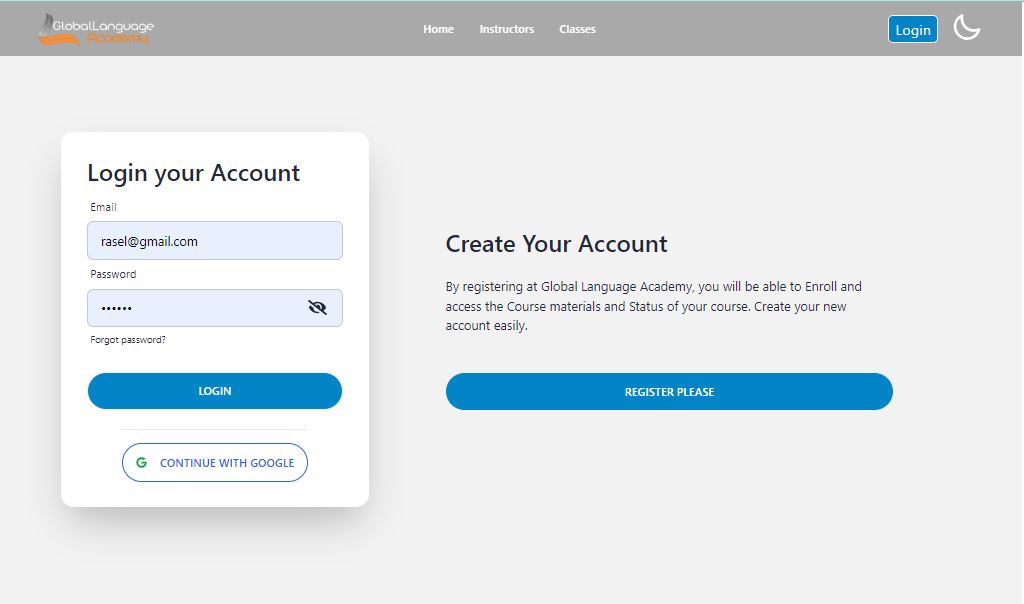 GlobalLanguage
Academy
Home Instructors Classes
Login
Login your Account
Email
rasel@gmail.com
Password
••••••
Forgot password?
LOGIN
G CONTINUE WITH GOOGLE
Create Your Account
By registering at Global Language Academy, you will be able to Enroll and
access the Course materials and Status of your course. Create your new
account easily.
REGISTER PLEASE